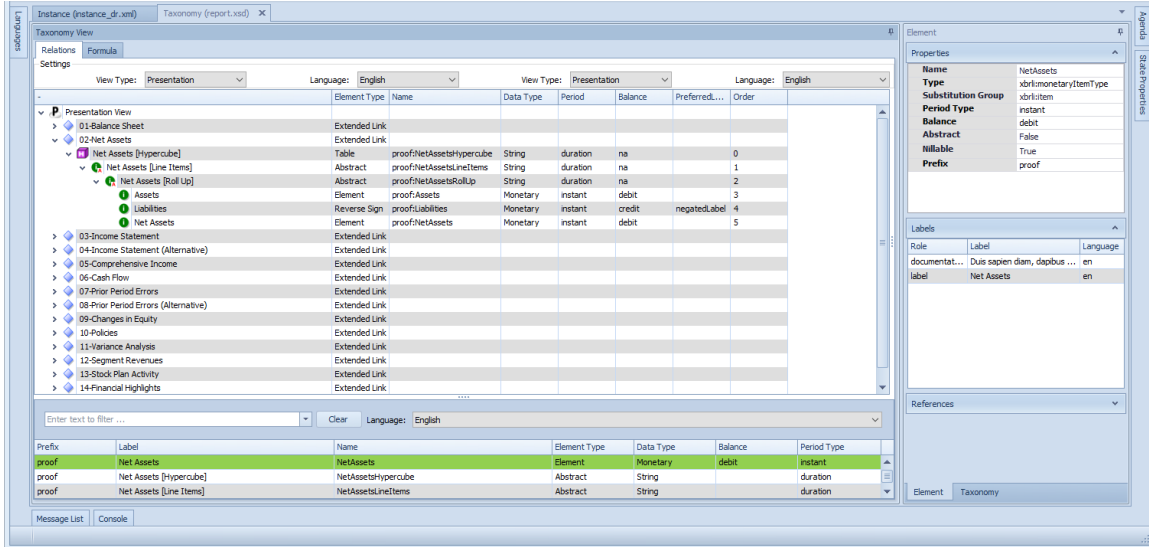 Languages
Instance (instance_dr.xml) Taxonomy (report.xsd) X
Taxonomy View
Relations Formula
Settings
View Type: Presentation Language: English View Type: Presentation Language: English
- Element Type Name Data Type Period Balance PreferredL... Order
P Presentation View
01-Balance Sheet Extended Link
02-Net Assets Extended Link
H Net Assets [Hypercube] Table proof:NetAssetsHypercube String duration na 0
Net Assets [Line Items] Abstract proof:NetAssetsLineItems String duration na 1
Net Assets [Roll Up] Abstract proof:NetAssetsRollUp String duration na 2
Assets Element proof:Assets Monetary instant debit 3
Liabilities Reverse Sign proof:Liabilities Monetary instant credit negatedLabel 4
Net Assets Element proof:NetAssets Monetary instant debit 5
03-Income Statement Extended Link
04-Income Statement (Alternative) Extended Link
05-Comprehensive Income Extended Link
06-Cash Flow Extended Link
07-Prior Period Errors Extended Link
08-Prior Period Errors (Alternative) Extended Link
09-Changes in Equity Extended Link
10-Policies Extended Link
11-Variance Analysis Extended Link
12-Segment Revenues Extended Link
13-Stock Plan Activity Extended Link
14-Financial Highlights Extended Link
Enter text to filter ... Clear Language: English
Prefix Label Name Element Type Data Type Balance Period Type
proof Net Assets NetAssets Element Monetary debit instant
proof Net Assets [Hypercube] NetAssetsHypercube Abstract String duration
proof Net Assets [Line Items] NetAssetsLineItems Abstract String duration
Message List Console
Element
Properties
Name NetAssets
Type xbrli:monetaryItemType
Substitution Group xbrli:item
Period Type instant
Balance debit
Abstract False
Nillable True
Prefix proof
Labels
Role Label Language
documentat... Duis sapien diam, dapibus ... en
label Net Assets en
References
Element Taxonomy
Agenda
State Properties